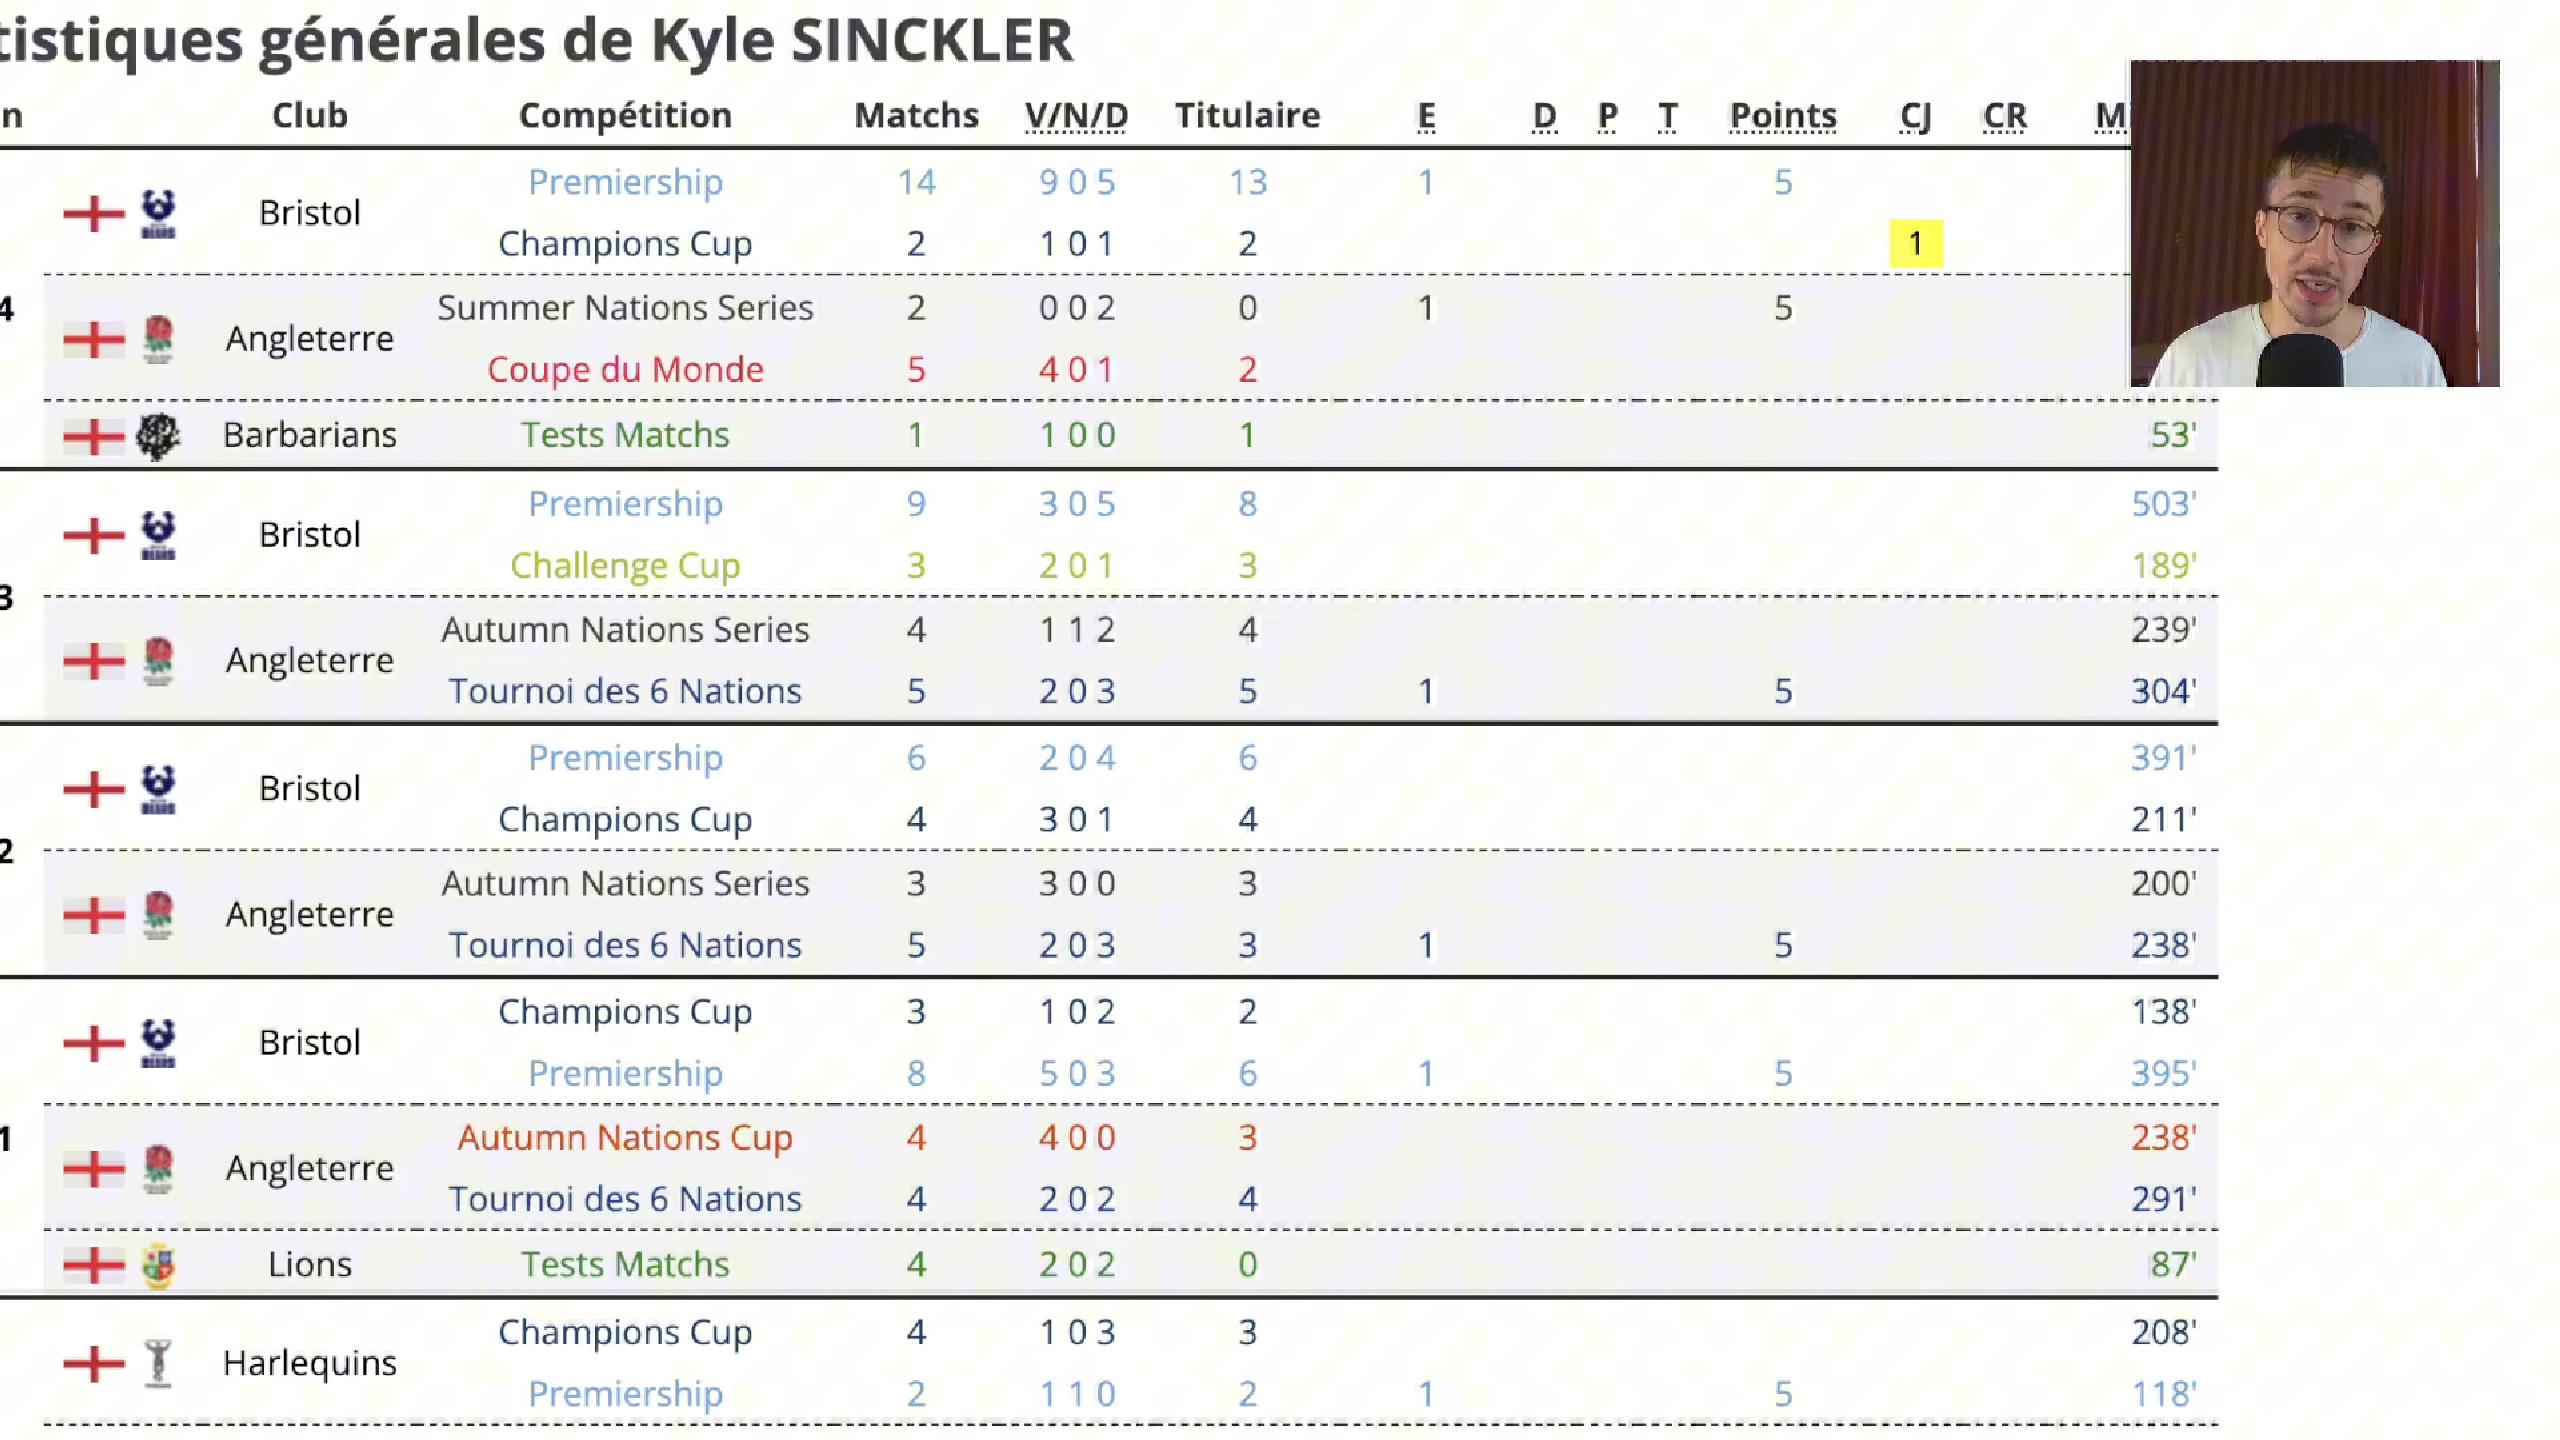 tistiques générales de Kyle SINCKLER
n Club Compétition Matchs V/N/D Titulaire E D P T Points CJ CR M
Premiership 14 9 0 5 13 1 5
Bristol
Champions Cup 2 1 0 1 2 1
4
Summer Nations Series 2 0 0 2 0 1 5
Angleterre
Coupe du Monde 5 4 0 1 2
Barbarians Tests Matchs 1 1 0 0 1 53'
Premiership 9 3 0 5 8 503'
Bristol
Challenge Cup 3 2 0 1 3 189'
3
Autumn Nations Series 4 1 1 2 4 239'
Angleterre
Tournoi des 6 Nations 5 2 0 3 5 1 5 304'
Premiership 6 2 0 4 6 391'
Bristol
Champions Cup 4 3 0 1 4 211'
2
Autumn Nations Series 3 3 0 0 3 200'
Angleterre
Tournoi des 6 Nations 5 2 0 3 3 1 5 238'
Champions Cup 3 1 0 2 2 138'
Bristol
Premiership 8 5 0 3 6 1 5 395'
1
Autumn Nations Cup 4 4 0 0 3 238'
Angleterre
Tournoi des 6 Nations 4 2 0 2 4 291'
Lions Tests Matchs 4 2 0 2 0 87'
Champions Cup 4 1 0 3 3 208'
Harlequins
Premiership 2 1 1 0 2 1 5 118'